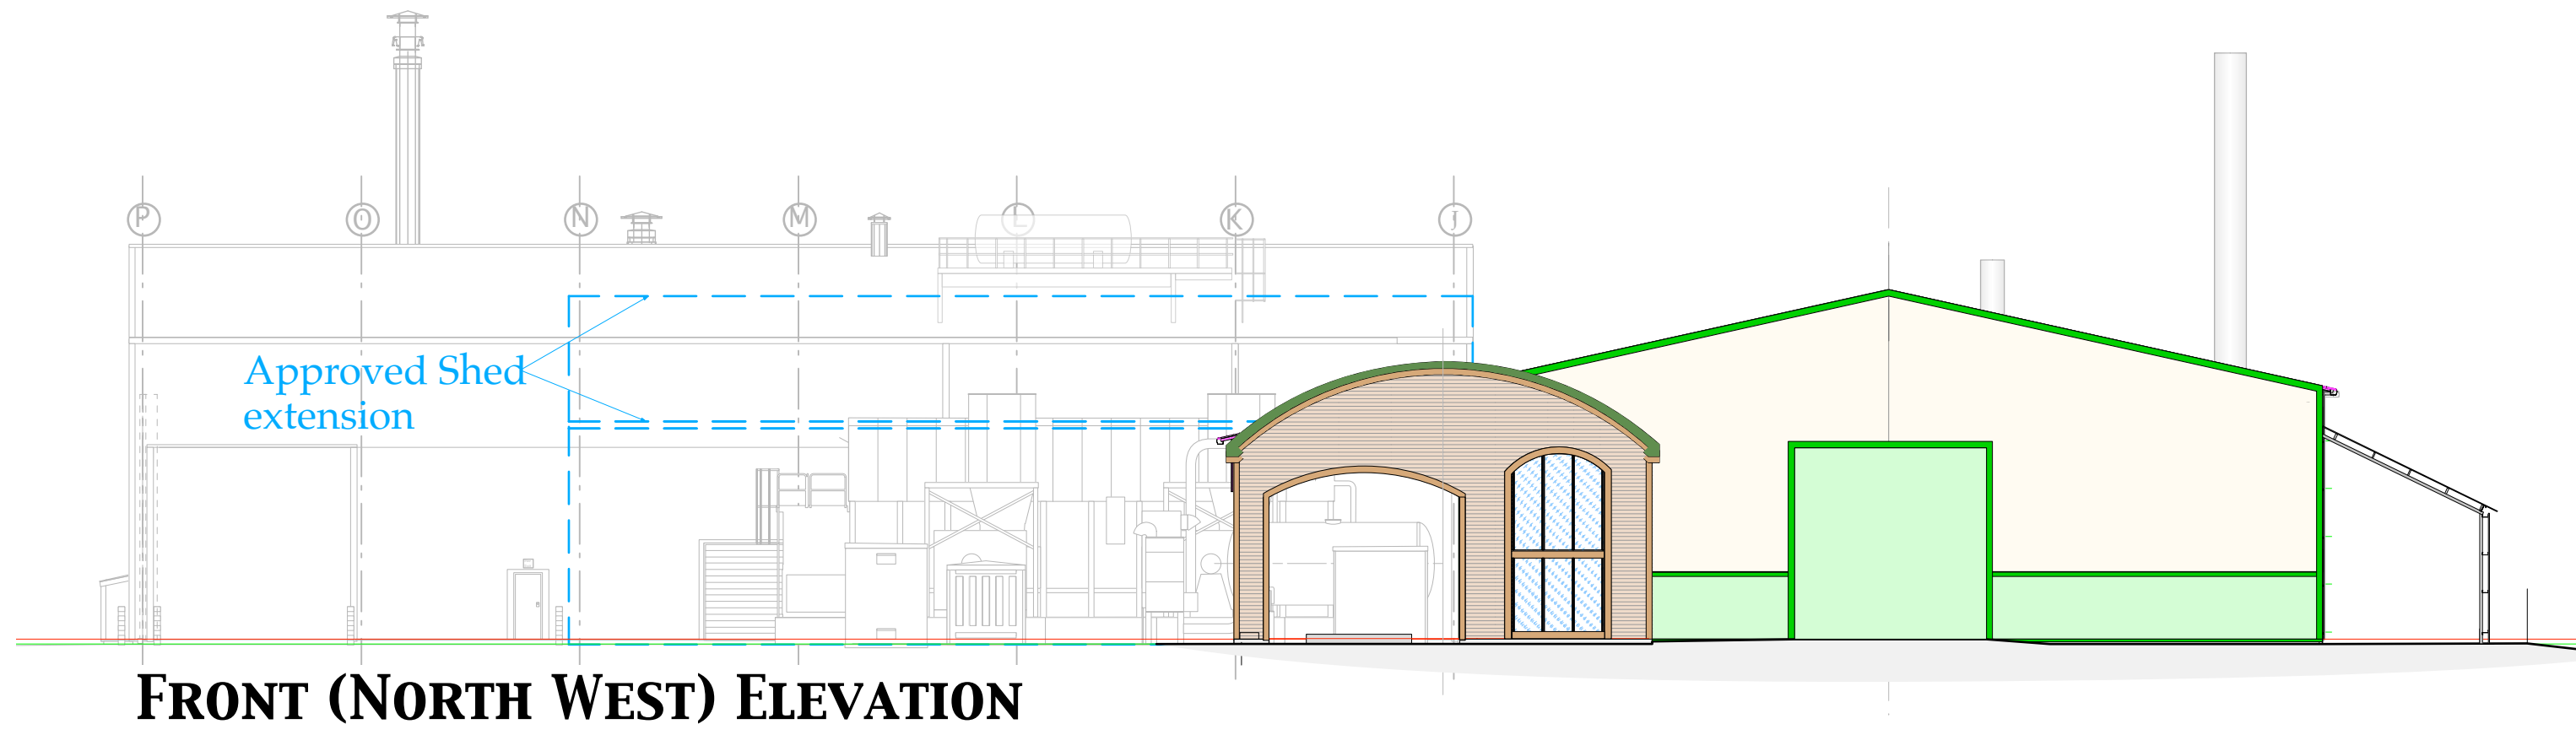 P O N M L K J
Approved Shed
extension
FRONT (NORTH WEST) ELEVATION